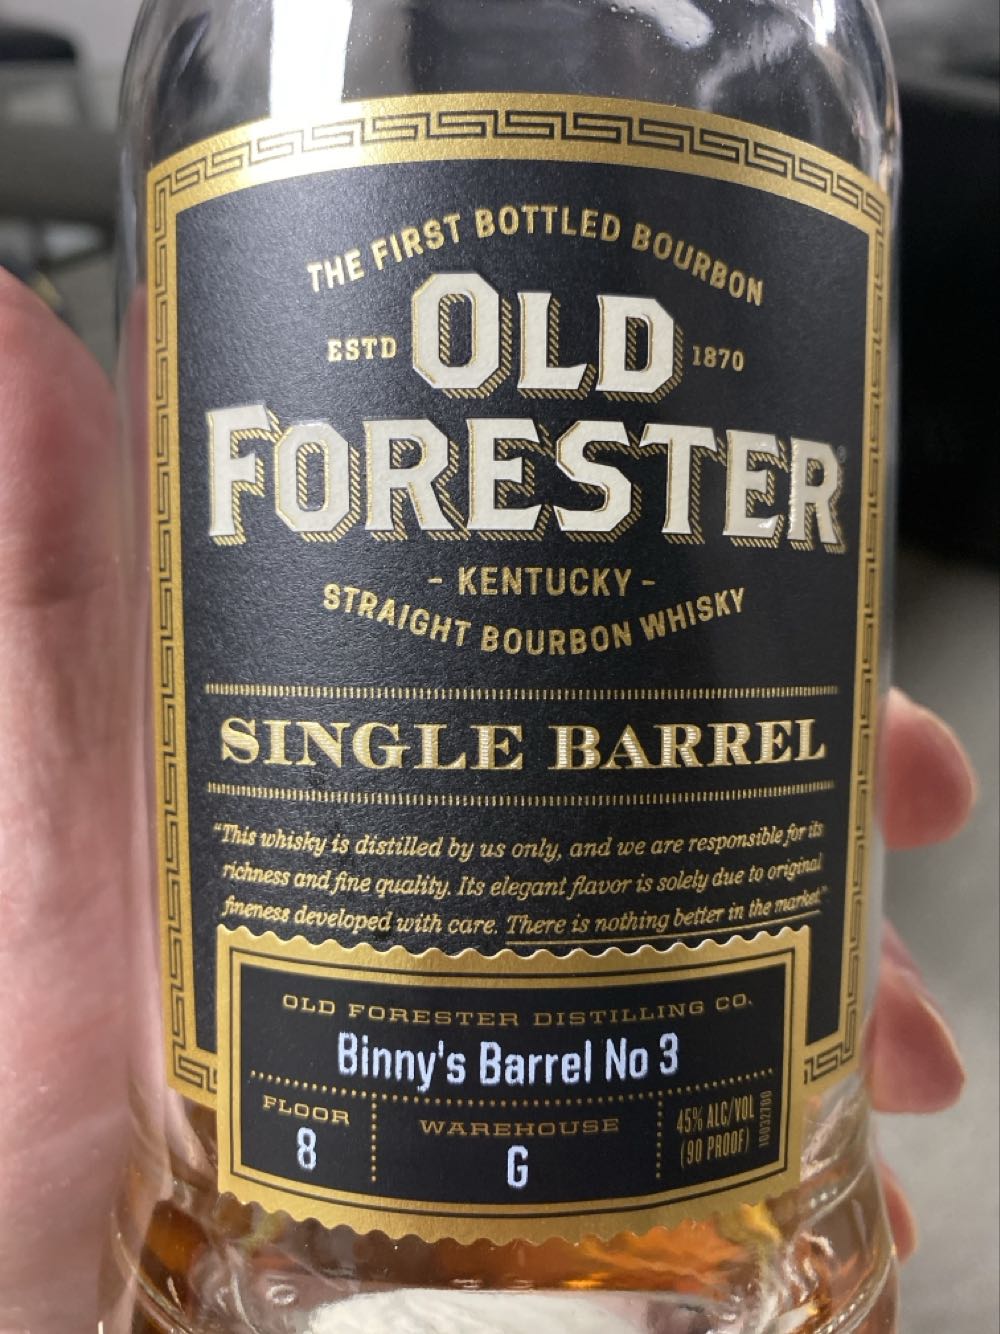 THE FIRST BOTTLED BOURBON
ESTD OLD 1870
FORESTER
- KENTUCKY -
STRAIGHT BOURBON WHISKY
SINGLE BARREL
"This whisky is distilled by us only, and we are responsible for its
richness and fine quality. Its elegant flavor is solely due to original
fineness developed with care. There is nothing better in the market."
OLD FORESTER DISTILLING CO.
Binny's Barrel No 3
FLOOR
8
WAREHOUSE
G
45% ALC/VOL
(90 PROOF)
10032700